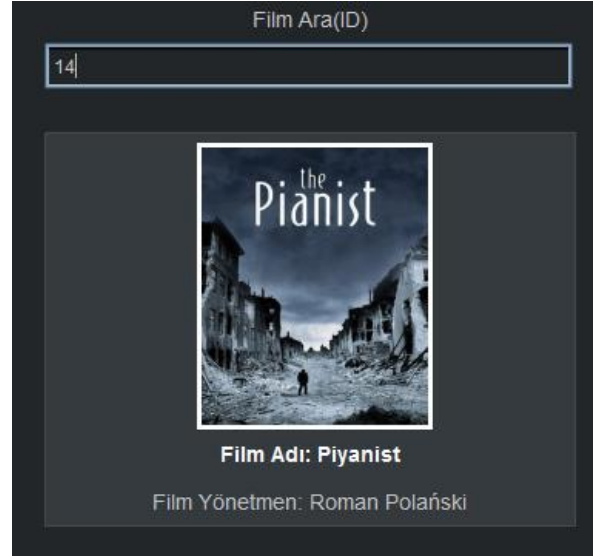 Film Ara(ID)
14
the
Pianist
Film Adı: Piyanist
Film Yönetmen: Roman Polański